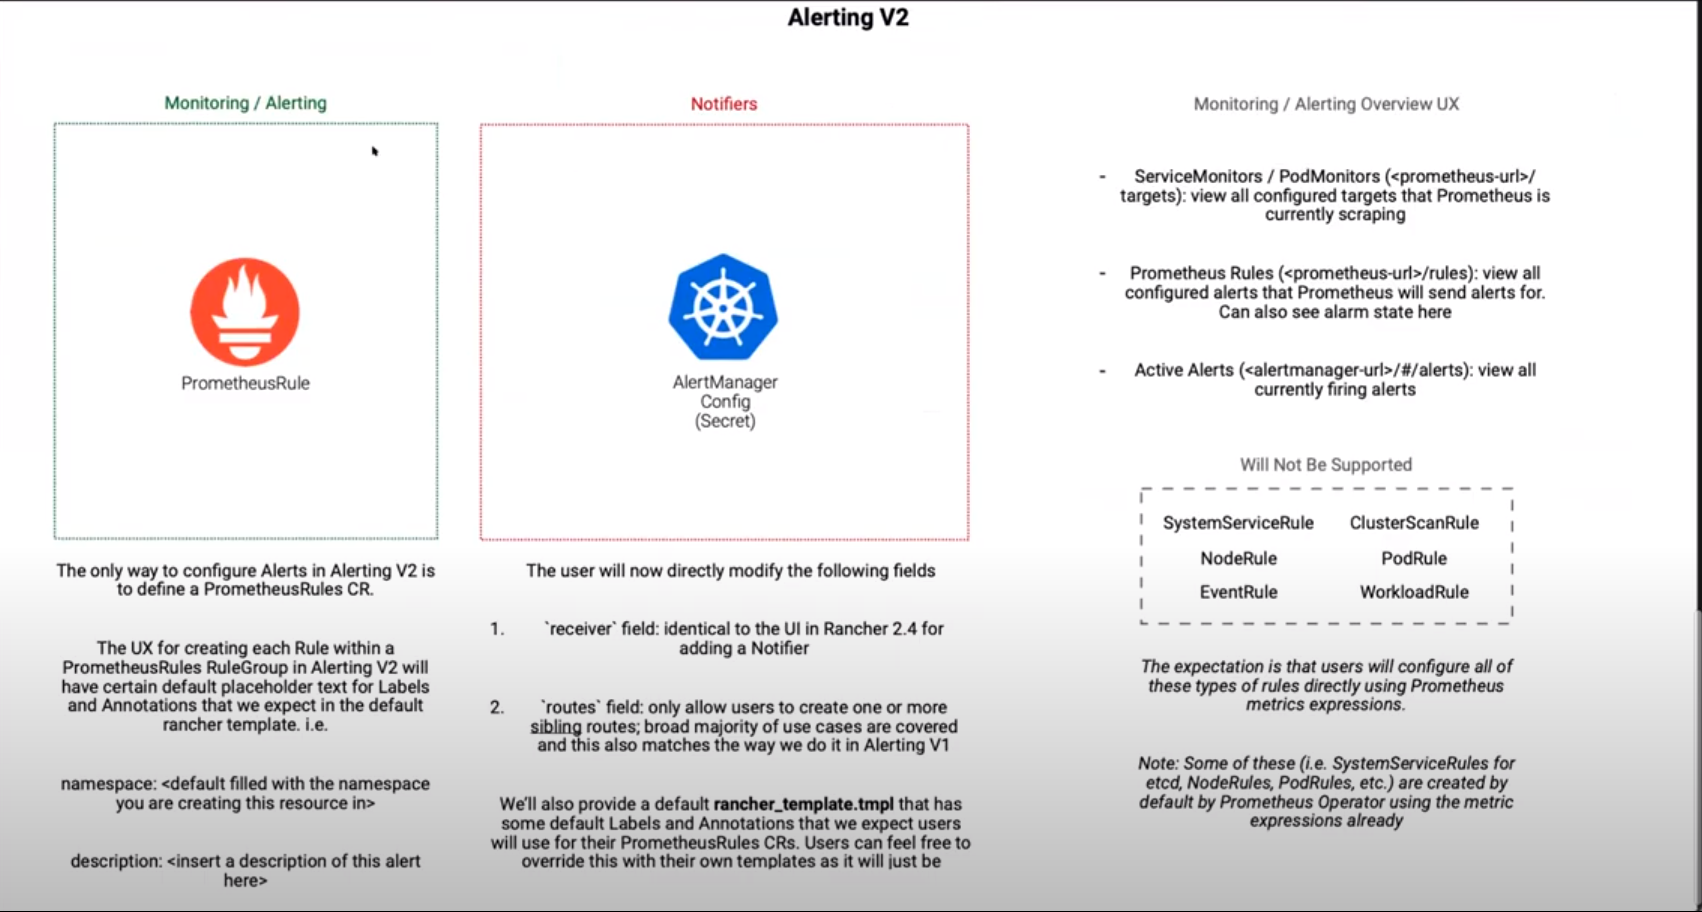 Alerting V2
Monitoring / Alerting
PrometheusRule
The only way to configure Alerts in Alerting V2 is
to define a PrometheusRules CR.
The UX for creating each Rule within a
PrometheusRules RuleGroup in Alerting V2 will
have certain default placeholder text for Labels
and Annotations that we expect in the default
rancher template. i.e.
namespace: <default filled with the namespace
you are creating this resource in>
description: <insert a description of this alert
here>
Notifiers
AlertManager
Config
(Secret)
The user will now directly modify the following fields
1. `receiver` field: identical to the UI in Rancher 2.4 for
adding a Notifier
2. `routes` field: only allow users to create one or more
sibling routes; broad majority of use cases are covered
and this also matches the way we do it in Alerting V1
We'll also provide a default rancher_template.tmpl that has
some default Labels and Annotations that we expect users
will use for their PrometheusRules CRs. Users can feel free to
override this with their own templates as it will just be
Monitoring / Alerting Overview UX
- ServiceMonitors / PodMonitors (<prometheus-url>/
targets): view all configured targets that Prometheus is
currently scraping
- Prometheus Rules (<prometheus-url>/rules): view all
configured alerts that Prometheus will send alerts for.
Can also see alarm state here
- Active Alerts (<alertmanager-url>/#/alerts): view all
currently firing alerts
Will Not Be Supported
SystemServiceRule ClusterScanRule
NodeRule PodRule
EventRule WorkloadRule
The expectation is that users will configure all of
these types of rules directly using Prometheus
metrics expressions.
Note: Some of these (i.e. SystemServiceRules for
etcd, NodeRules, PodRules, etc.) are created by
default by Prometheus Operator using the metric
expressions already